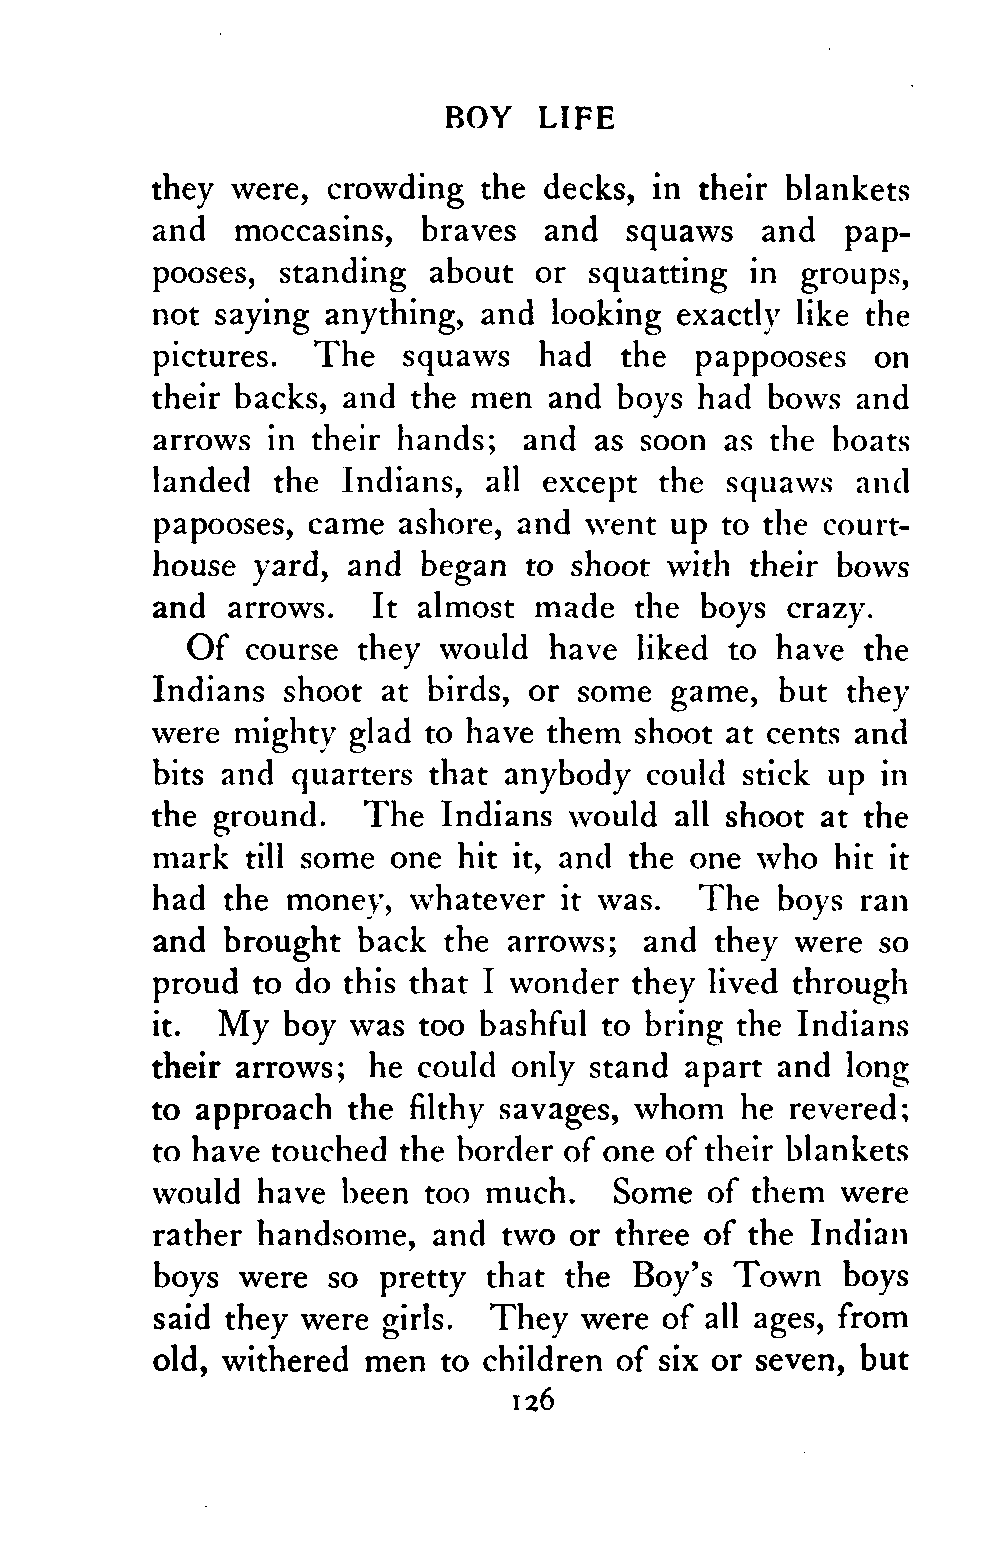 BOY LIFE
they were, crowding the decks, in their blankets
and moccasins, braves and squaws and pap-
pooses, standing about or squatting in groups,
not saying anything, and looking exactly like the
pictures. The squaws had the pappooses on
their backs, and the men and boys had bows and
arrows in their hands; and as soon as the boats
landed the Indians, all except the squaws and
papooses, came ashore, and went up to the court-
house yard, and began to shoot with their bows
and arrows. It almost made the boys crazy.
Of course they would have liked to have the
Indians shoot at birds, or some game, but they
were mighty glad to have them shoot at cents and
bits and quarters that anybody could stick up in
the ground. The Indians would all shoot at the
mark till some one hit it, and the one who hit it
had the money, whatever it was. The boys ran
and brought back the arrows; and they were so
proud to do this that I wonder they lived through
it. My boy was too bashful to bring the Indians
their arrows; he could only stand apart and long
to approach the filthy savages, whom he revered;
to have touched the border of one of their blankets
would have been too much. Some of them were
rather handsome, and two or three of the Indian
boys were so pretty that the Boy's Town boys
said they were girls. They were of all ages, from
old, withered men to children of six or seven, but
126